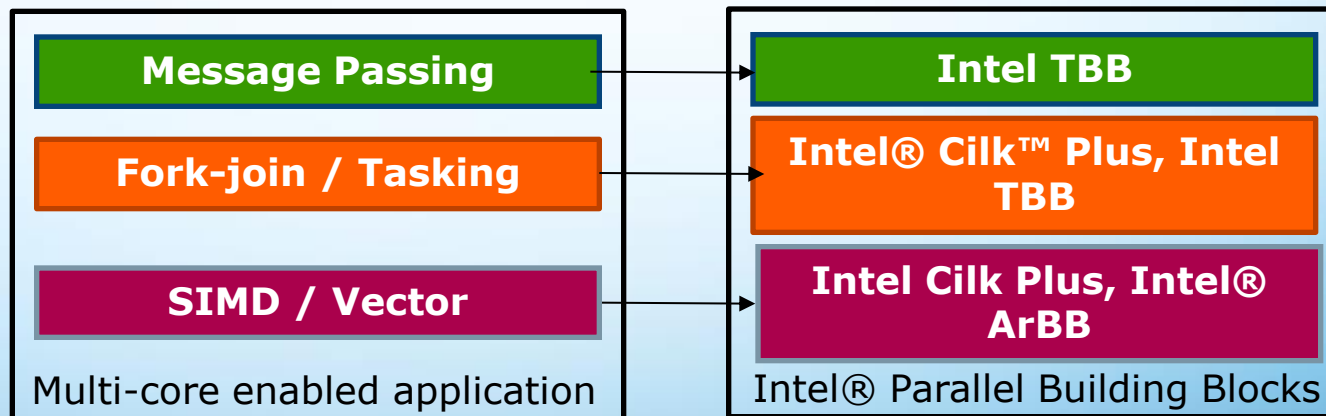 Message Passing
Fork-join / Tasking
SIMD / Vector
Multi-core enabled application
Intel TBB
Intel® Cilk™ Plus, Intel
TBB
Intel Cilk Plus, Intel®
ArBB
Intel® Parallel Building Blocks